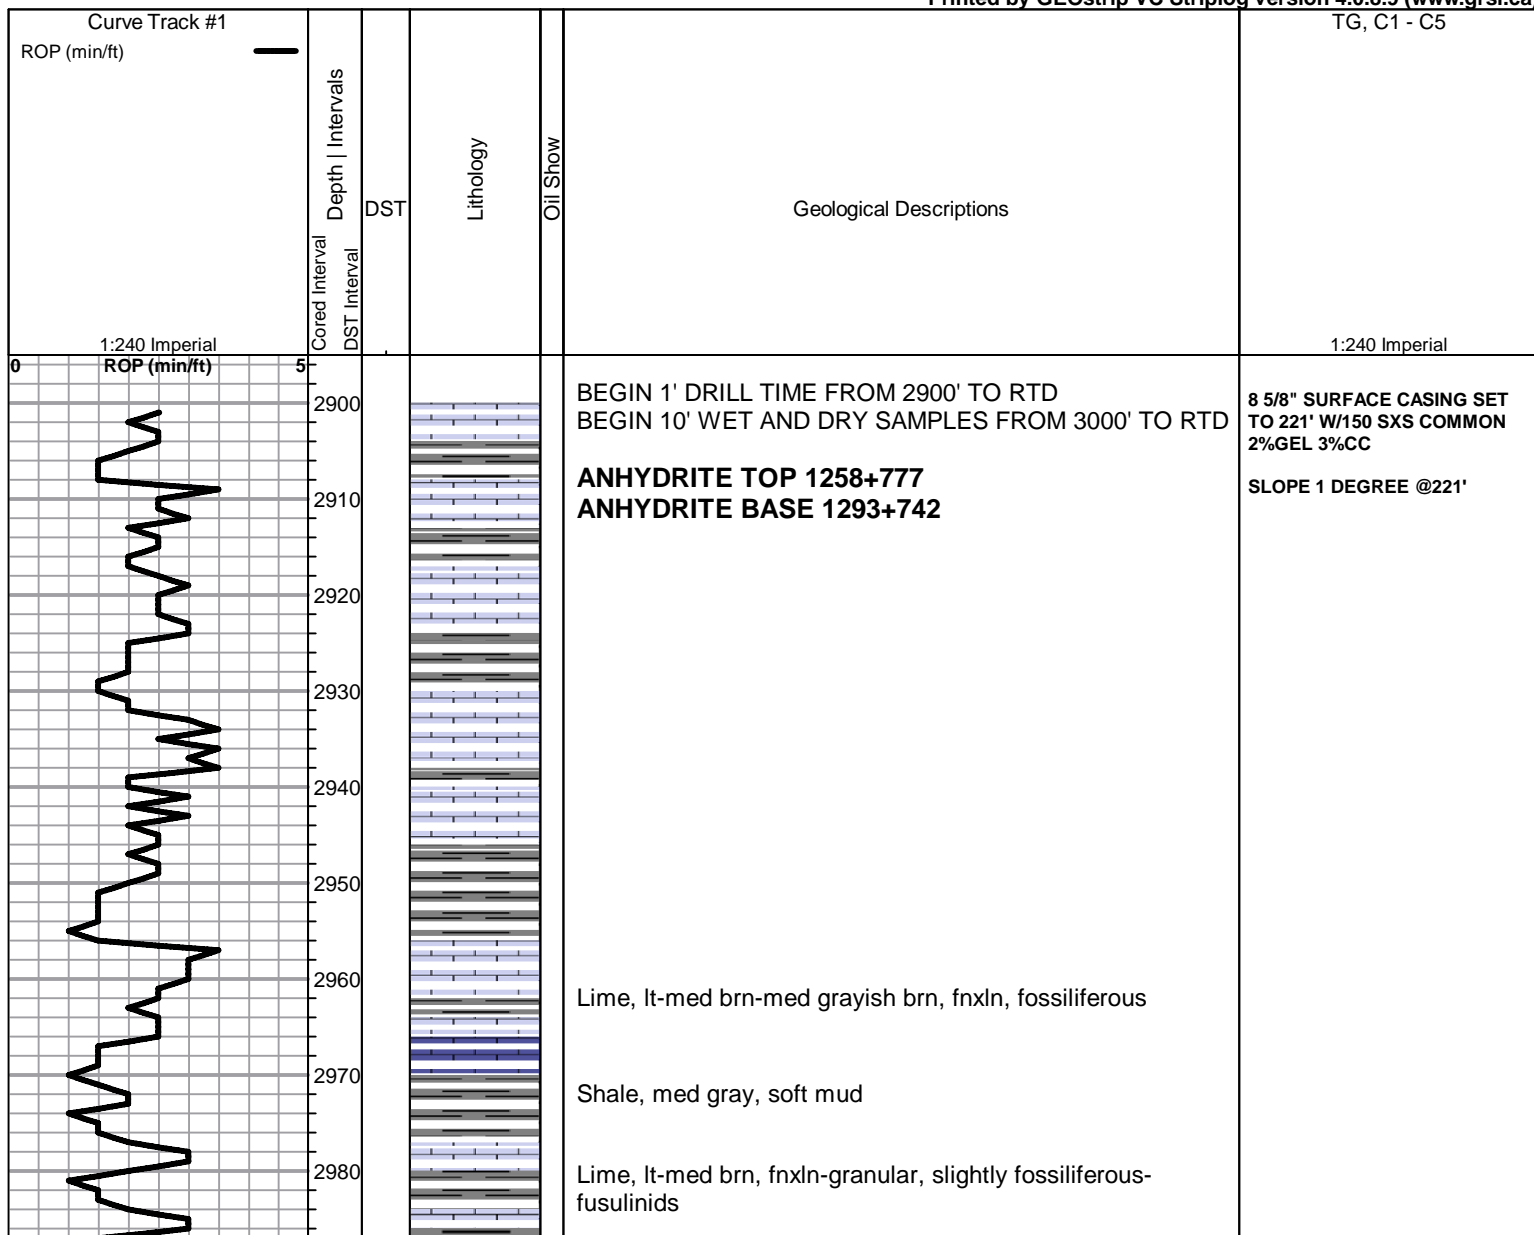 Printed by GEOstrip VC Striplog version 4.0.8.9 (www.grsi.ca)
Curve Track #1
ROP (min/ft)
1:240 Imperial
Depth | Intervals
Cored Interval
DST Interval
DST
Lithology
Oil Show
Geological Descriptions
TG, C1 - C5
1:240 Imperial
0 ROP (min/ft) 5
2900
2910
2920
2930
2940
2950
2960
2970
2980
BEGIN 1' DRILL TIME FROM 2900' TO RTD
BEGIN 10' WET AND DRY SAMPLES FROM 3000' TO RTD
ANHYDRITE TOP 1258+777
ANHYDRITE BASE 1293+742
Lime, lt-med brn-med grayish brn, fnxln, fossiliferous
Shale, med gray, soft mud
Lime, lt-med brn, fnxln-granular, slightly fossiliferous-
fusulinids
8 5/8" SURFACE CASING SET
TO 221' W/150 SXS COMMON
2%GEL 3%CC
SLOPE 1 DEGREE @221'